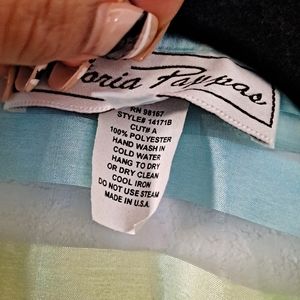 oria Pappas
RN 98167
STYLE# 14171B
CUT# A
100% POLYESTER
HAND WASH IN
COLD WATER
HANG TO DRY
OR DRY CLEAN
COOL IRON
DO NOT USE STEAM
MADE IN U.S.A.